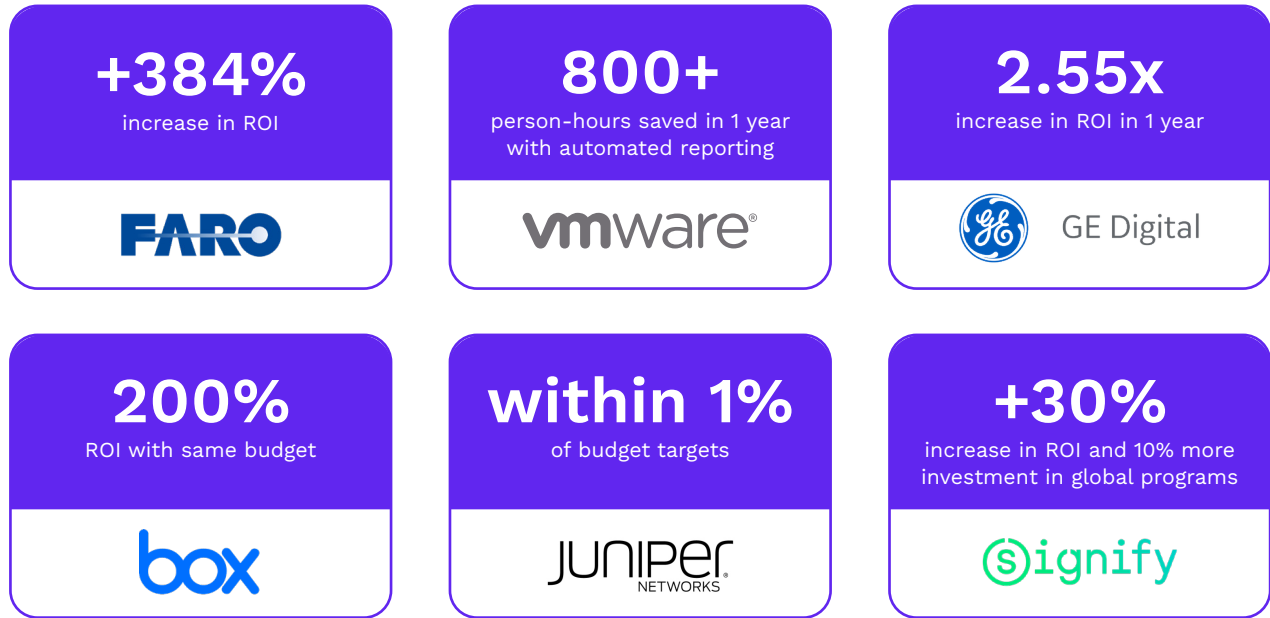 +384%
increase in ROI
FARO
800+
person-hours saved in 1 year
with automated reporting
vmware®
2.55x
increase in ROI in 1 year
GE
GE Digital
200%
ROI with same budget
box
within 1%
of budget targets
JUNIPER
NETWORKS
+30%
increase in ROI and 10% more
investment in global programs
signify